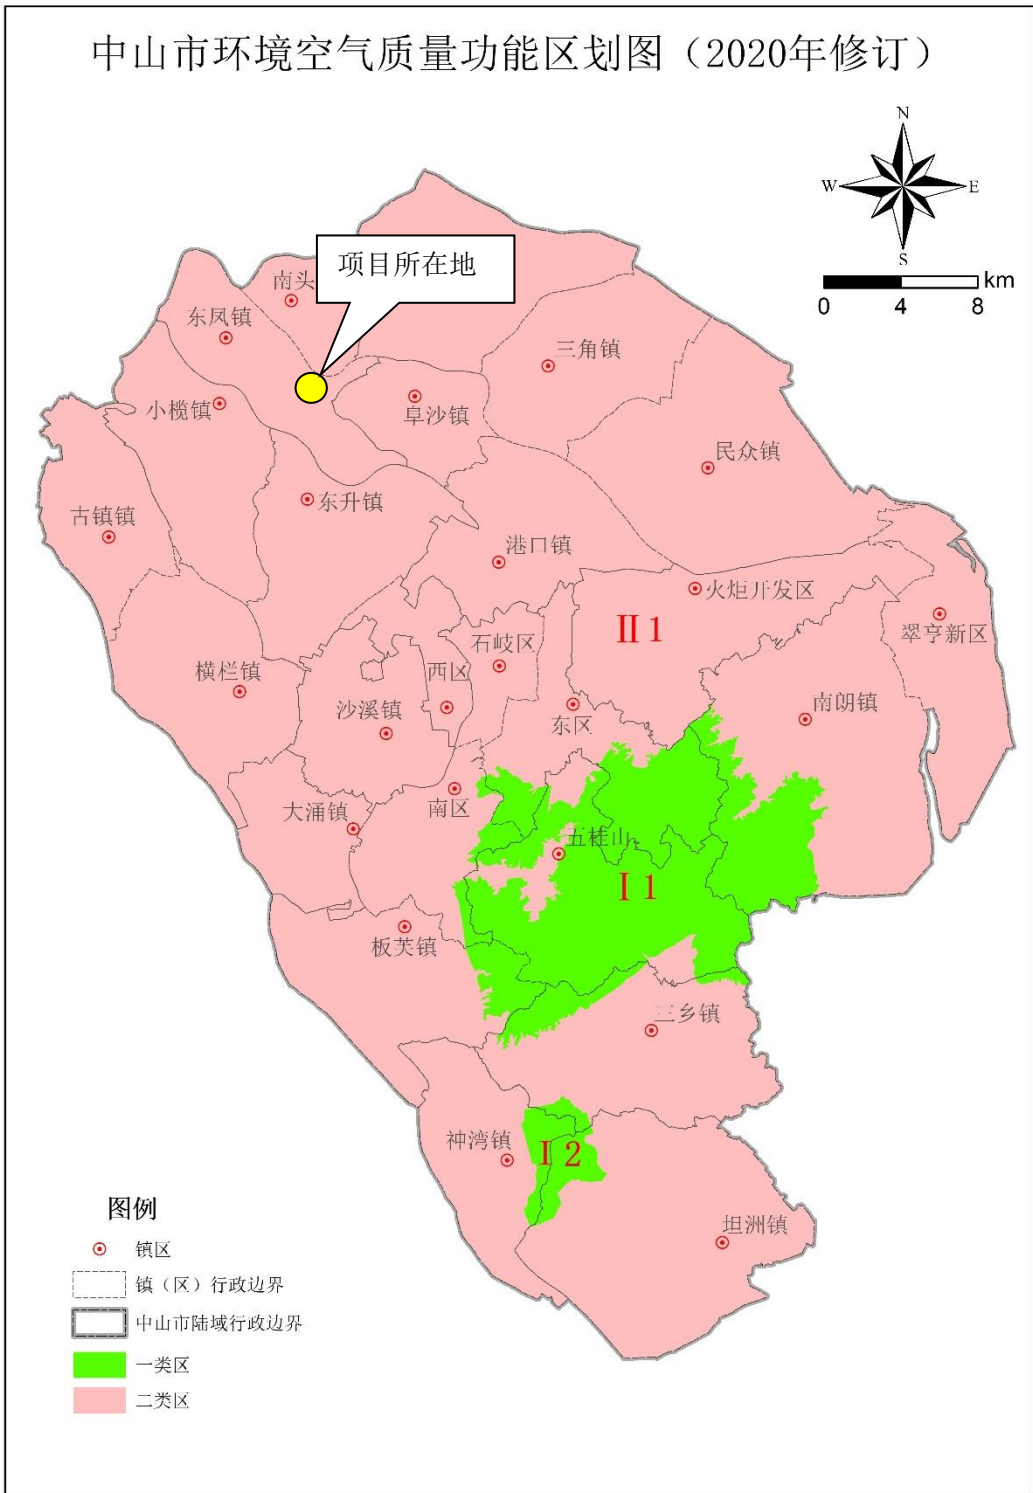 中山市环境空气质量功能区划图（2020年修订）
N
W
E
S
km
0 4 8
项目所在地
南头
东凤镇
三角镇
小榄镇
阜沙镇
民众镇
东升镇
古镇镇
港口镇
火炬开发区
翠亨新区
Ⅱ1
石岐区
西区
横栏镇
沙溪镇
东区
南朗镇
南区
大涌镇
五桂山
Ⅰ1
板芙镇
三乡镇
神湾镇
Ⅰ2
坦洲镇
图例
镇区
镇（区）行政边界
中山市陆域行政边界
一类区
二类区